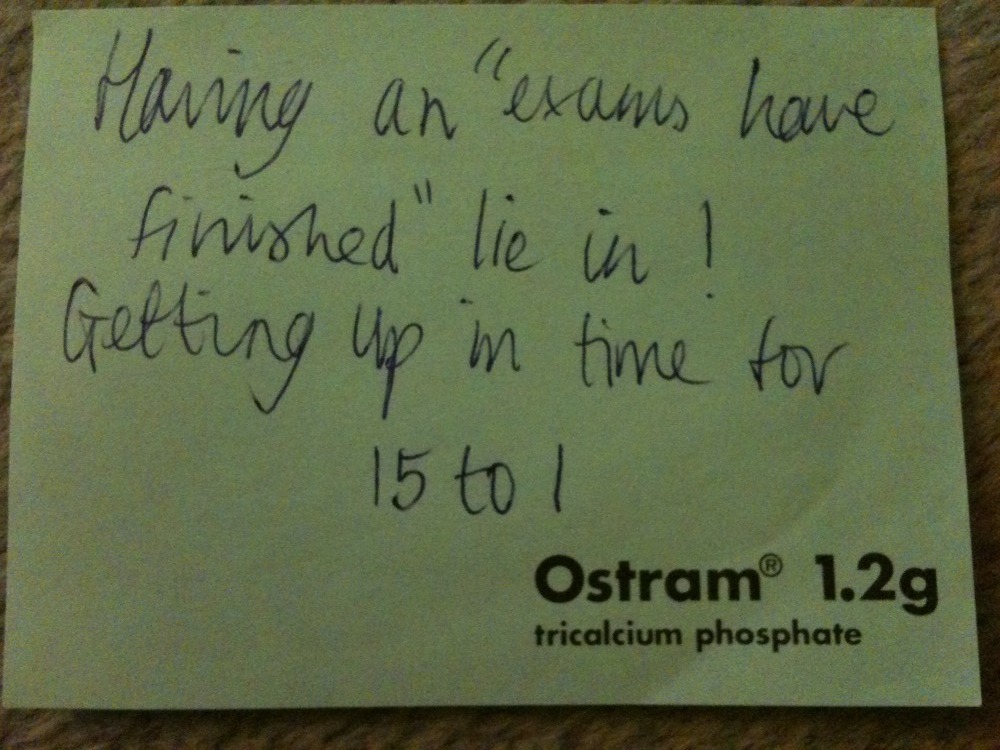 Having an "exams have
finished" lie in!
Getting up in time for
15 to 1
Ostram® 1.2g
tricalcium phosphate